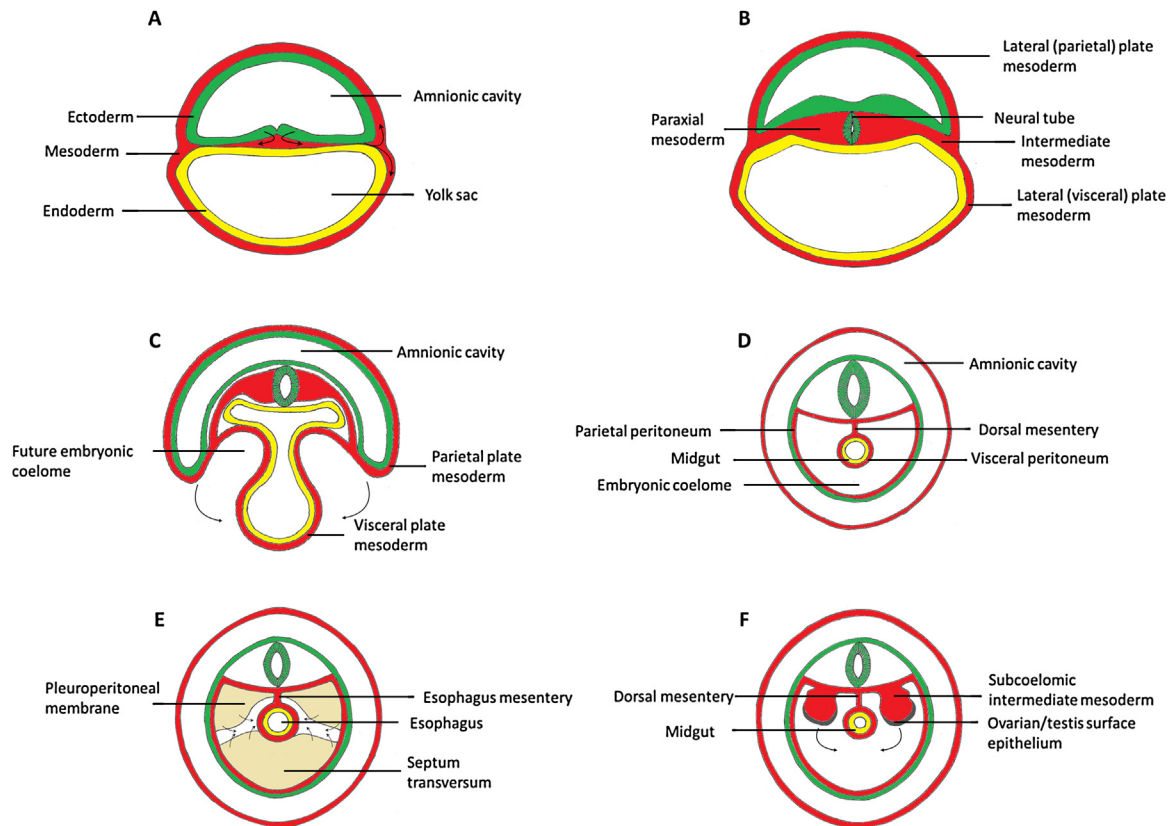 A
Ectoderm
Mesoderm
Endoderm
Amnionic cavity
Yolk sac
B
Paraxial
mesoderm
Lateral (parietal) plate
mesoderm
Neural tube
Intermediate
mesoderm
Lateral (visceral) plate
mesoderm
C
Amnionic cavity
Future embryonic
coelome
Parietal plate
mesoderm
Visceral plate
mesoderm
D
Amnionic cavity
Parietal peritoneum
Midgut
Embryonic coelome
Dorsal mesentery
Visceral peritoneum
E
Pleuroperitoneal
membrane
Esophagus mesentery
Esophagus
Septum
transversum
F
Dorsal mesentery
Midgut
Subcoelomic
intermediate mesoderm
Ovarian/testis surface
epithelium